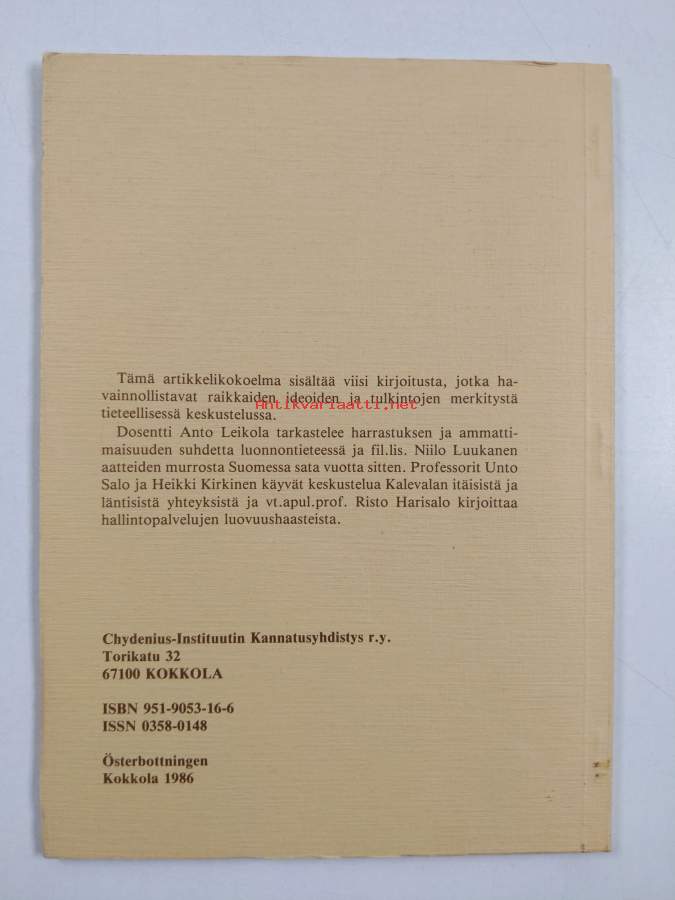 Tämä artikkelikokoelma sisältää viisi kirjoitusta, jotka ha-
vainnollistavat raikkaiden ideoiden ja tulkintojen merkitystä
Antikvariaatti.net
tieteellisessä keskustelussa.
Dosentti Anto Leikola tarkastelee harrastuksen ja ammatti-
maisuuden suhdetta luonnontieteessä ja fil.lis. Niilo Luukanen
aatteiden murrosta Suomessa sata vuotta sitten. Professorit Unto
Salo ja Heikki Kirkinen käyvät keskustelua Kalevalan itäisistä ja
läntisistä yhteyksistä ja vt.apul.prof. Risto Harisalo kirjoittaa
hallintopalvelujen luovuushaasteista.
Chydenius-Instituutin Kannatusyhdistys r.y.
Torikatu 32
67100 KOKKOLA
ISBN 951-9053-16-6
ISSN 0358-0148
Österbottningen
Kokkola 1986